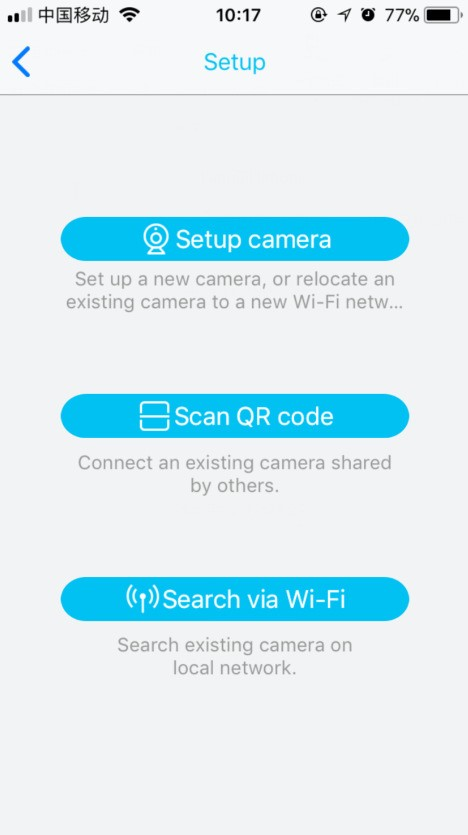 中国移动 10:17 77%
Setup
Setup camera
Set up a new camera, or relocate an
existing camera to a new Wi-Fi netw...
Scan QR code
Connect an existing camera shared
by others.
Search via Wi-Fi
Search existing camera on
local network.